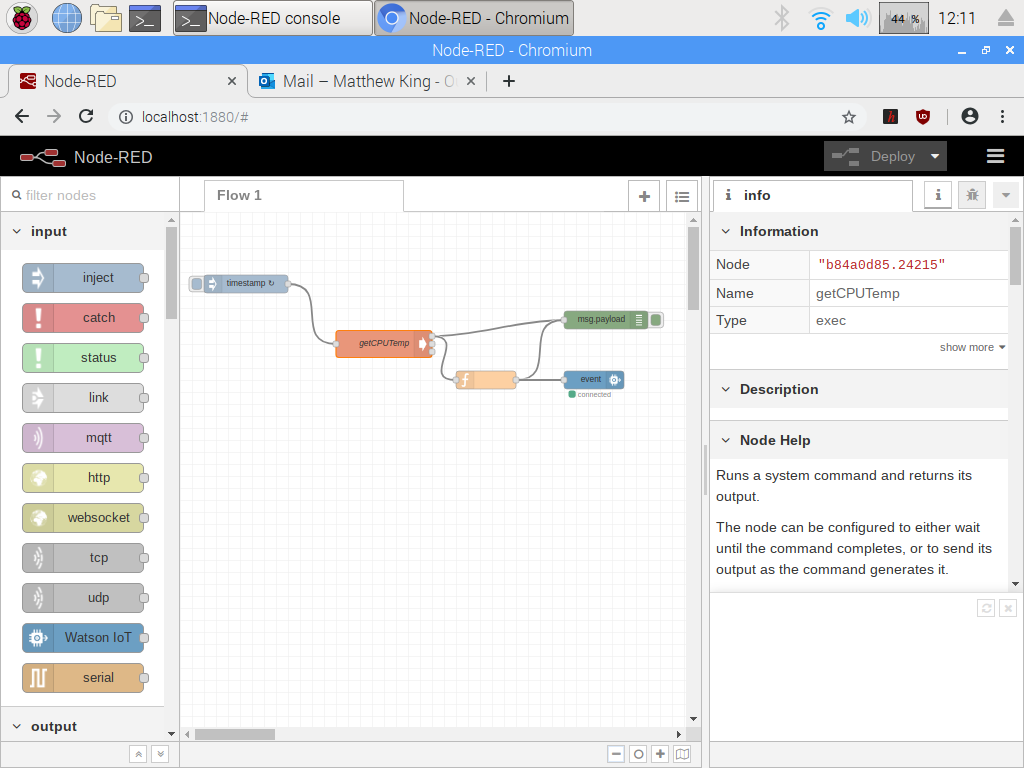 Node-RED console
Node-RED - Chromium
44 %
12:11
Node-RED - Chromium
Node-RED
Mail – Matthew King - O
localhost:1880/#
Node-RED
Deploy
filter nodes
Flow 1
info
input
inject
catch
status
link
mqtt
http
websocket
tcp
udp
Watson IoT
serial
output
timestamp ↻
getCPUTemp
msg.payload
f
event
connected
Information
Node "b84a0d85.24215"
Name getCPUTemp
Type exec
show more
Description
Node Help
Runs a system command and returns its
output.
The node can be configured to either wait
until the command completes, or to send its
output as the command generates it.